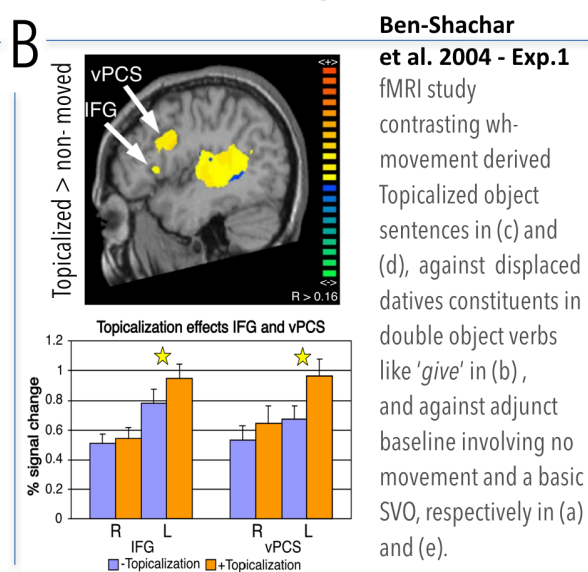 B
Topicalized > non- moved
vPCS
IFG
<+>
<->
R > 0.16
Topicalization effects IFG and vPCS
% signal change
1.2
1
0.8
0.6
0.4
0.2
0
R L R L
IFG vPCS
-Topicalization +Topicalization
Ben-Shachar
et al. 2004 - Exp.1
fMRI study
contrasting wh-
movement derived
Topicalized object
sentences in (c) and
(d), against displaced
datives constituents in
double object verbs
like ‘give’ in (b) ,
and against adjunct
baseline involving no
movement and a basic
SVO, respectively in (a)
and (e).